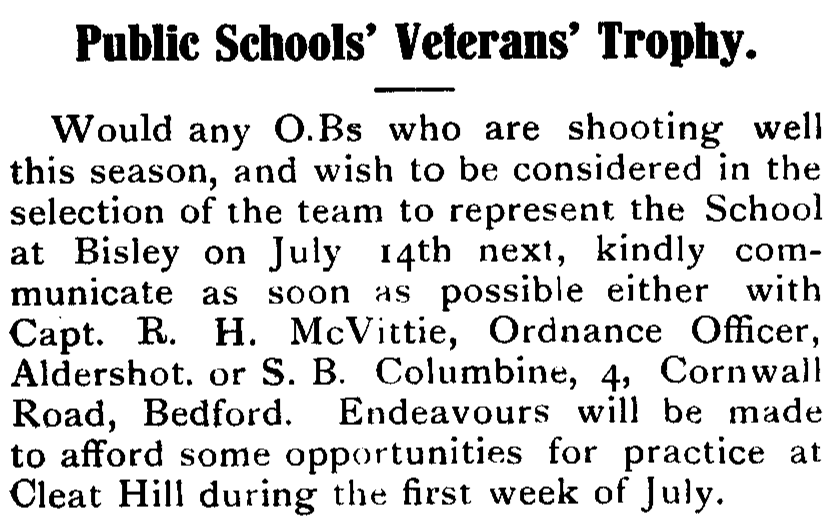 Public Schools' Veterans' Trophy.
Would any O.Bs who are shooting well
this season, and wish to be considered in the
selection of the team to represent the School
at Bisley on July 14th next, kindly com-
municate as soon as possible either with
Capt. R. H. McVittie, Ordnance Officer,
Aldershot. or S. B. Columbine, 4, Cornwall
Road, Bedford. Endeavours will be made
to afford some opportunities for practice at
Cleat Hill during the first week of July.